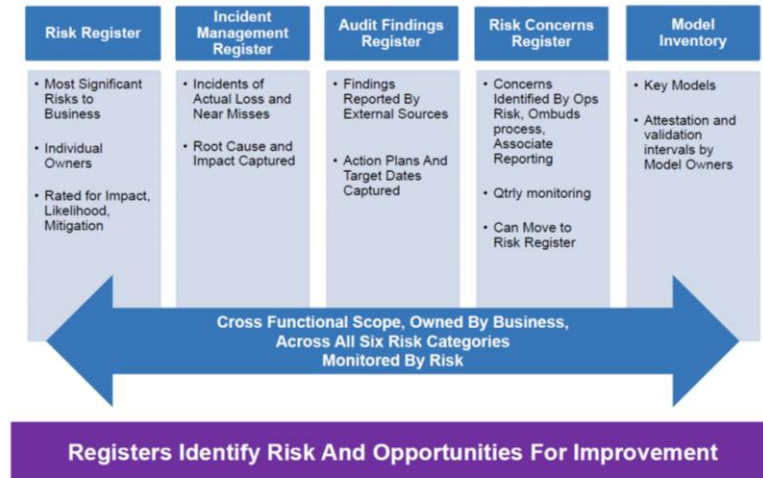 Risk Register
• Most Significant
Risks to
Business
• Individual
Owners
• Rated for Impact,
Likelihood,
Mitigation
Incident
Management
Register
• Incidents of
Actual Loss and
Near Misses
• Root Cause and
Impact Captured
Audit Findings
Register
• Findings
Reported By
External Sources
• Action Plans And
Target Dates
Captured
Risk Concerns
Register
• Concerns
Identified By Ops
Risk, Ombuds
process,
Associate
Reporting
• Qtrly monitoring
• Can Move to
Risk Register
Model
Inventory
• Key Models
• Attestation and
validation
intervals by
Model Owners
Cross Functional Scope, Owned By Business,
Across All Six Risk Categories
Monitored By Risk
Registers Identify Risk And Opportunities For Improvement